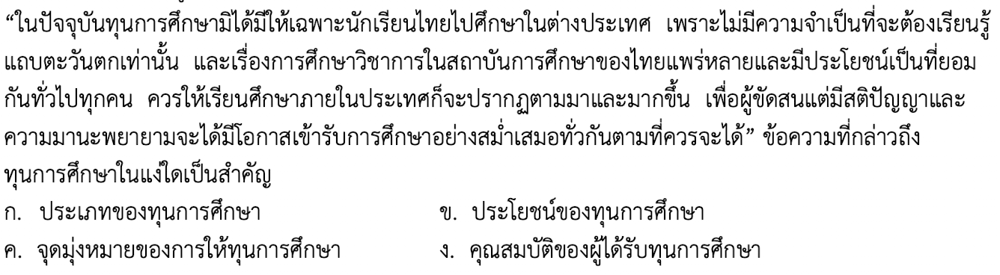 “ในปัจจุบันทุนการศึกษามิได้มีให้เฉพาะนักเรียนไทยไปศึกษาในต่างประเทศ เพราะไม่มีความจำเป็นที่จะต้องเรียนรู้
แถบตะวันตกเท่านั้น และเรื่องการศึกษาวิชาการในสถาบันการศึกษาของไทยแพร่หลายและมีประโยชน์เป็นที่ยอม
กันทั่วไปทุกคน ควรให้เรียนศึกษาภายในประเทศก็จะปรากฏตามมาและมากขึ้น เพื่อผู้ขัดสนแต่มีสติปัญญาและ
ความมานะพยายามจะได้มีโอกาสเข้ารับการศึกษาอย่างสม่ำเสมอทั่วกันตามที่ควรจะได้” ข้อความที่กล่าวถึง
ทุนการศึกษาในแง่ใดเป็นสำคัญ
ก. ประเภทของทุนการศึกษา ข. ประโยชน์ของทุนการศึกษา
ค. จุดมุ่งหมายของการให้ทุนการศึกษา ง. คุณสมบัติของผู้ได้รับทุนการศึกษา